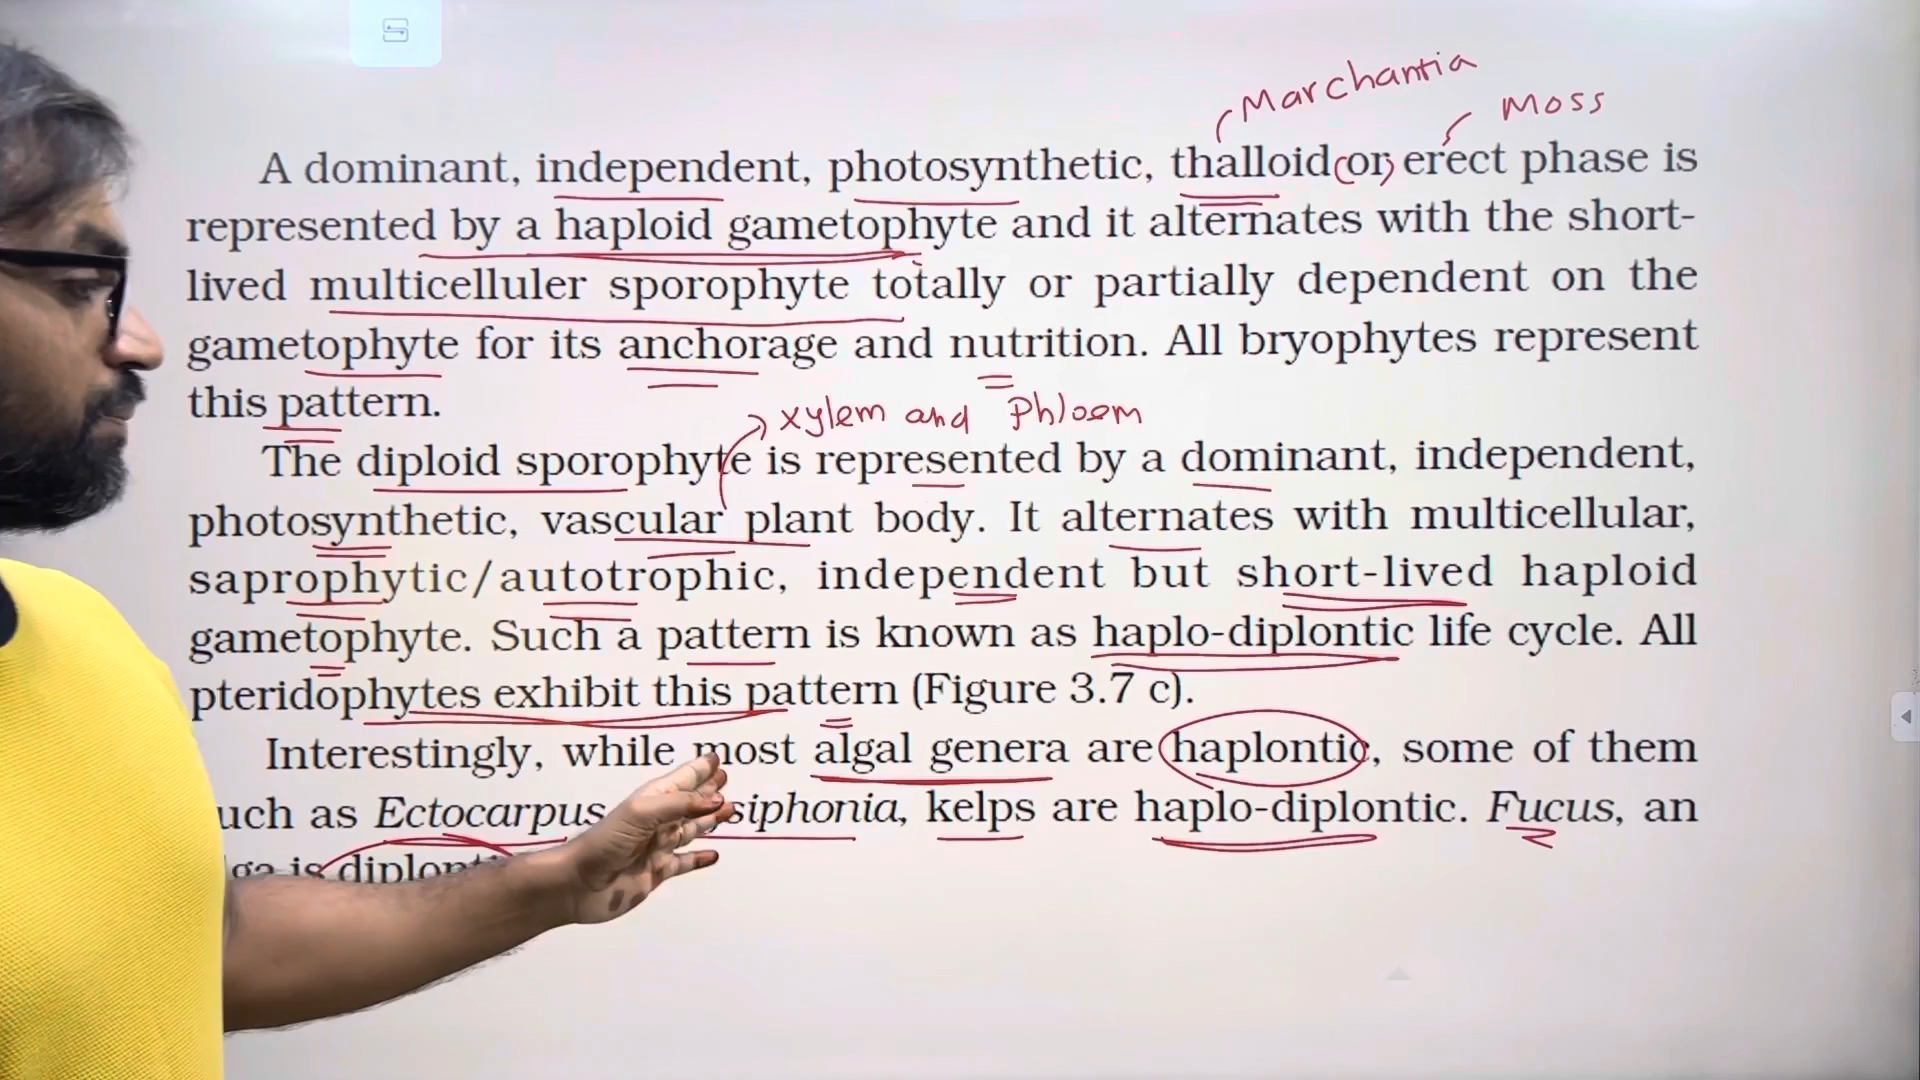 Marchantia
Moss
A dominant, independent, photosynthetic, thalloid (or) erect phase is
represented by a haploid gametophyte and it alternates with the short-
lived multicelluler sporophyte totally or partially dependent on the
gametophyte for its anchorage and nutrition. All bryophytes represent
this pattern.
xylem and Phloem
The diploid sporophyte is represented by a dominant, independent,
photosynthetic, vascular plant body. It alternates with multicellular,
saprophytic/autotrophic, independent but short-lived haploid
gametophyte. Such a pattern is known as haplo-diplontic life cycle. All
pteridophytes exhibit this pattern (Figure 3.7 c).
Interestingly, while most algal genera are haplontic, some of them
uch as Ectocarpus siphonia, kelps are haplo-diplontic. Fucus, an
is